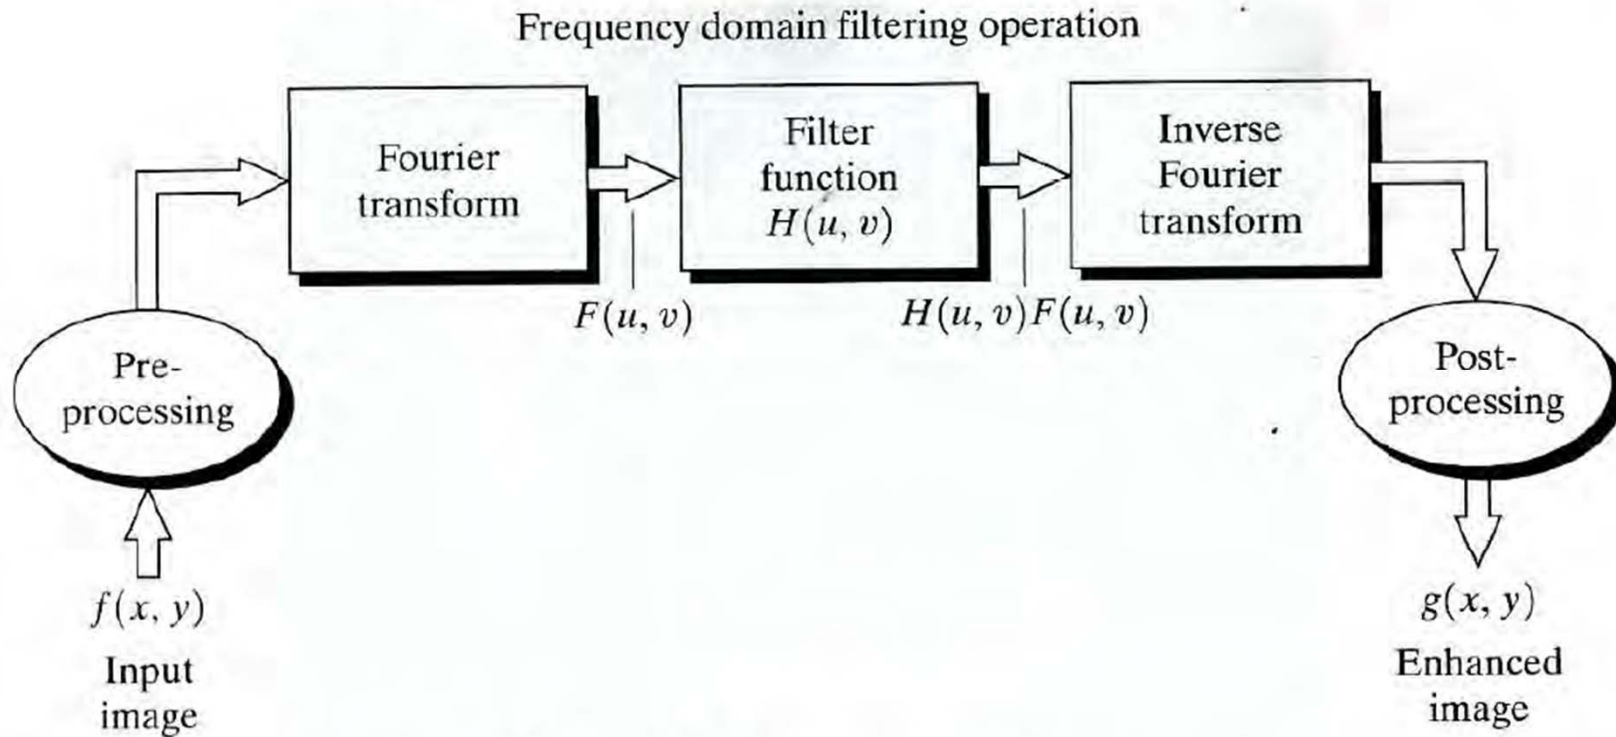 Frequency domain filtering operation
Fourier
transform
Filter
function
H(u, v)
Inverse
Fourier
transform
F(u, v)
H(u, v)F(u, v)
Pre-
processing
Post-
processing
f(x, y)
Input
image
g(x, y)
Enhanced
image